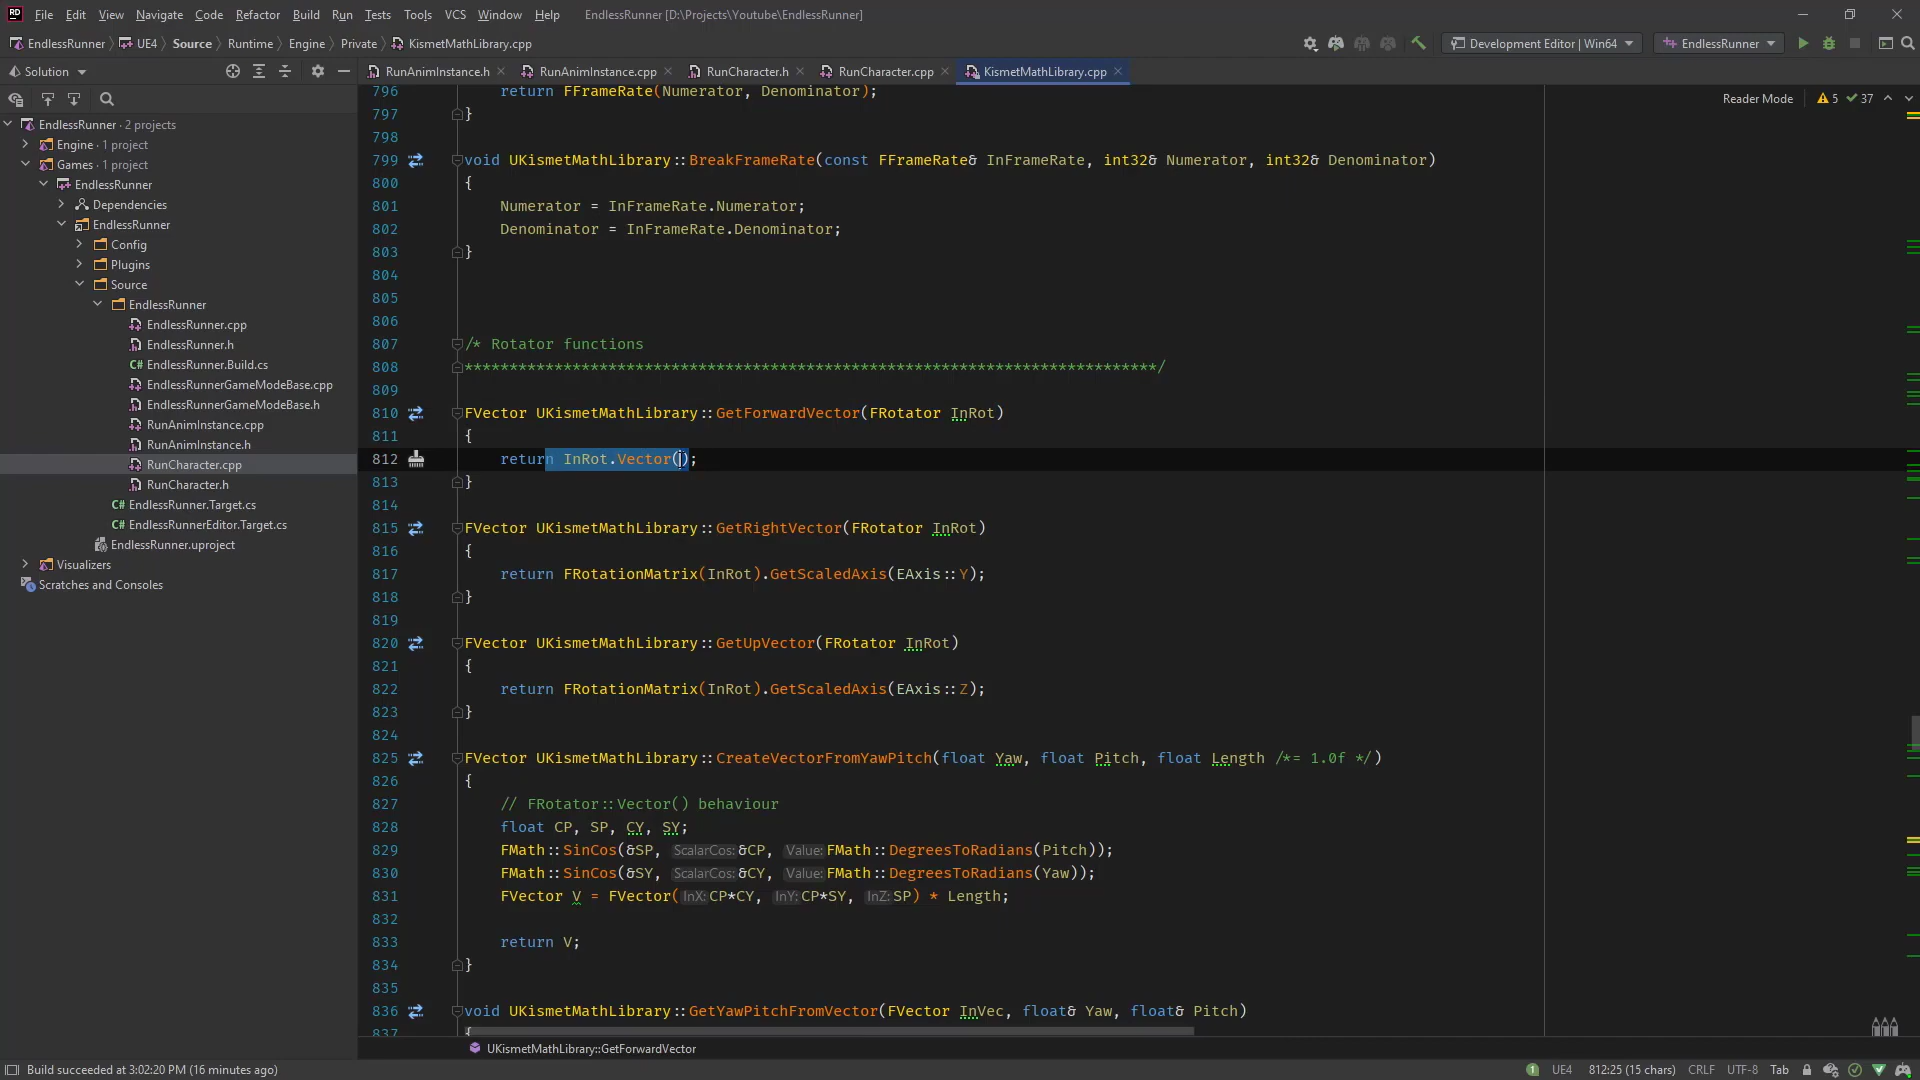 RD File Edit View Navigate Code Refactor Build Run Tests Tools VCS Window Help EndlessRunner [D:\Projects\Youtube\EndlessRunner]
EndlessRunner UE4 Source Runtime Engine Private KismetMathLibrary.cpp Development Editor | Win64 EndlessRunner
Solution RunAnimInstance.h RunAnimInstance.cpp RunCharacter.h RunCharacter.cpp KismetMathLibrary.cpp
Reader Mode 5 37
EndlessRunner · 2 projects
Engine · 1 project
Games · 1 project
EndlessRunner
Dependencies
EndlessRunner
Config
Plugins
Source
EndlessRunner
EndlessRunner.cpp
EndlessRunner.h
C# EndlessRunner.Build.cs
EndlessRunnerGameModeBase.cpp
EndlessRunnerGameModeBase.h
RunAnimInstance.cpp
RunAnimInstance.h
RunCharacter.cpp
RunCharacter.h
C# EndlessRunner.Target.cs
C# EndlessRunnerEditor.Target.cs
EndlessRunner.uproject
Visualizers
Scratches and Consoles
796 return FFrameRate(Numerator, Denominator);
797 }
798
799 void UKismetMathLibrary::BreakFrameRate(const FFrameRate& InFrameRate, int32& Numerator, int32& Denominator)
800 {
801 Numerator = InFrameRate.Numerator;
802 Denominator = InFrameRate.Denominator;
803 }
804
805
806
807 /* Rotator functions
808 *****************************************************************************/
809
810 FVector UKismetMathLibrary::GetForwardVector(FRotator InRot)
811 {
812 return InRot.Vector();
813 }
814
815 FVector UKismetMathLibrary::GetRightVector(FRotator InRot)
816 {
817 return FRotationMatrix(InRot).GetScaledAxis(EAxis::Y);
818 }
819
820 FVector UKismetMathLibrary::GetUpVector(FRotator InRot)
821 {
822 return FRotationMatrix(InRot).GetScaledAxis(EAxis::Z);
823 }
824
825 FVector UKismetMathLibrary::CreateVectorFromYawPitch(float Yaw, float Pitch, float Length /*= 1.0f */)
826 {
827 // FRotator::Vector() behaviour
828 float CP, SP, CY, SY;
829 FMath::SinCos(&SP, ScalarCos: &CP, Value: FMath::DegreesToRadians(Pitch));
830 FMath::SinCos(&SY, ScalarCos: &CY, Value: FMath::DegreesToRadians(Yaw));
831 FVector V = FVector( InX: CP*CY, InY: CP*SY, InZ: SP) * Length;
832
833 return V;
834 }
835
836 void UKismetMathLibrary::GetYawPitchFromVector(FVector InVec, float& Yaw, float& Pitch)
837 {
UKismetMathLibrary::GetForwardVector
Build succeeded at 3:02:20 PM (16 minutes ago) 1 UE4 812:25 (15 chars) CRLF UTF-8 Tab